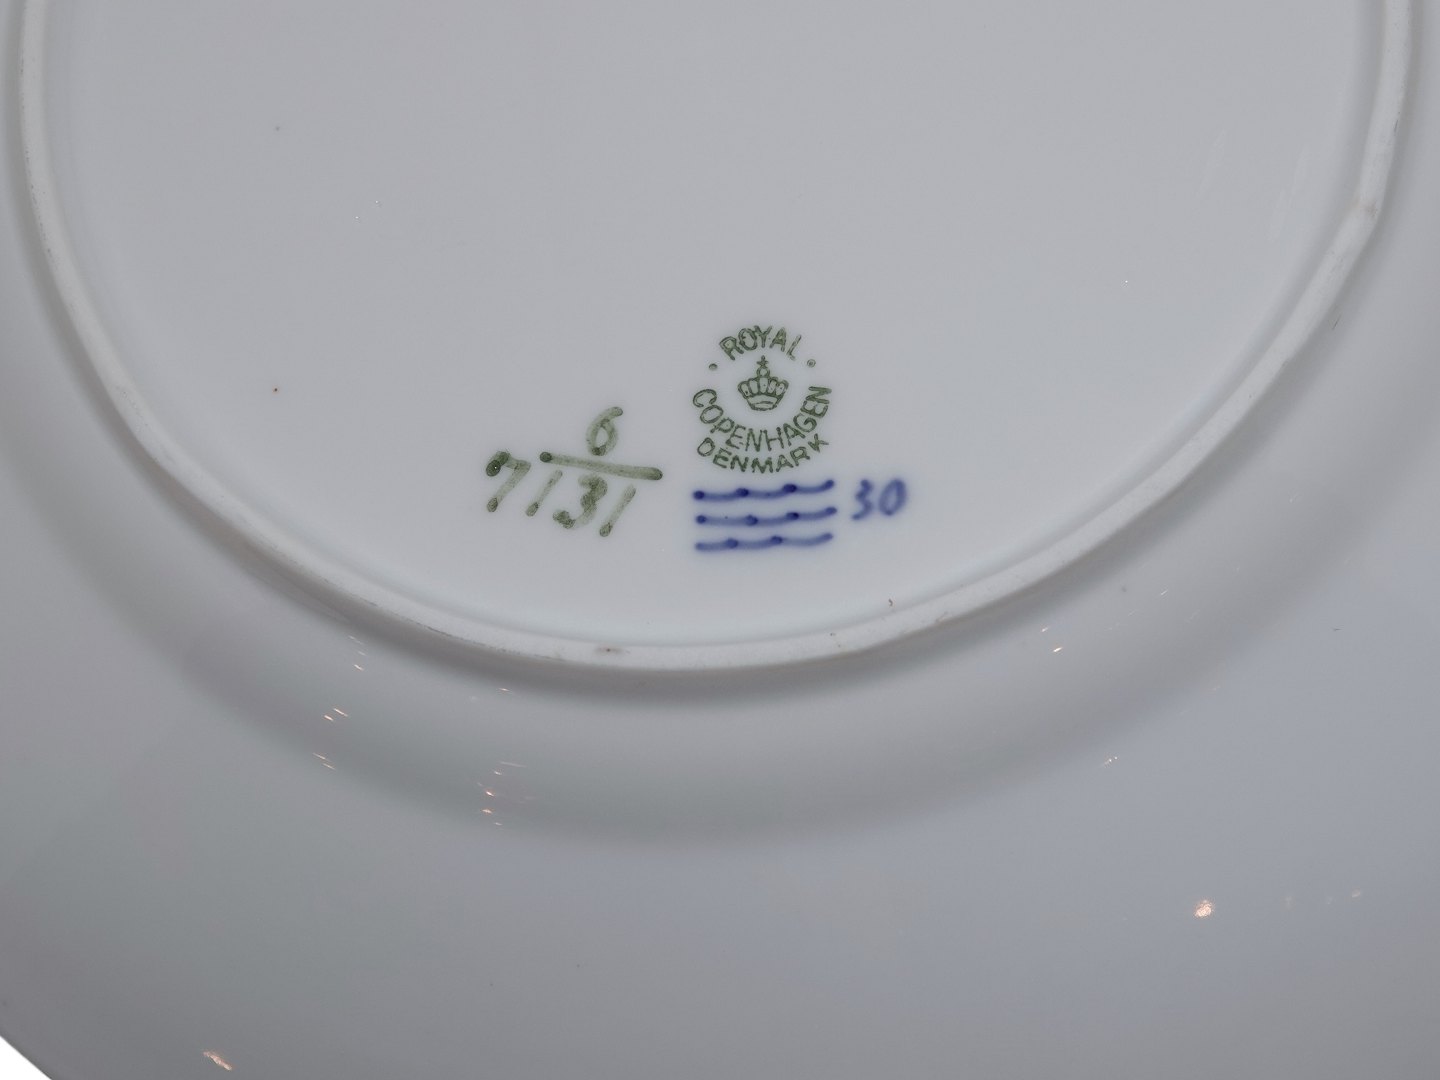 ROYAL
COPENHAGEN
DENMARK
6
7131
30